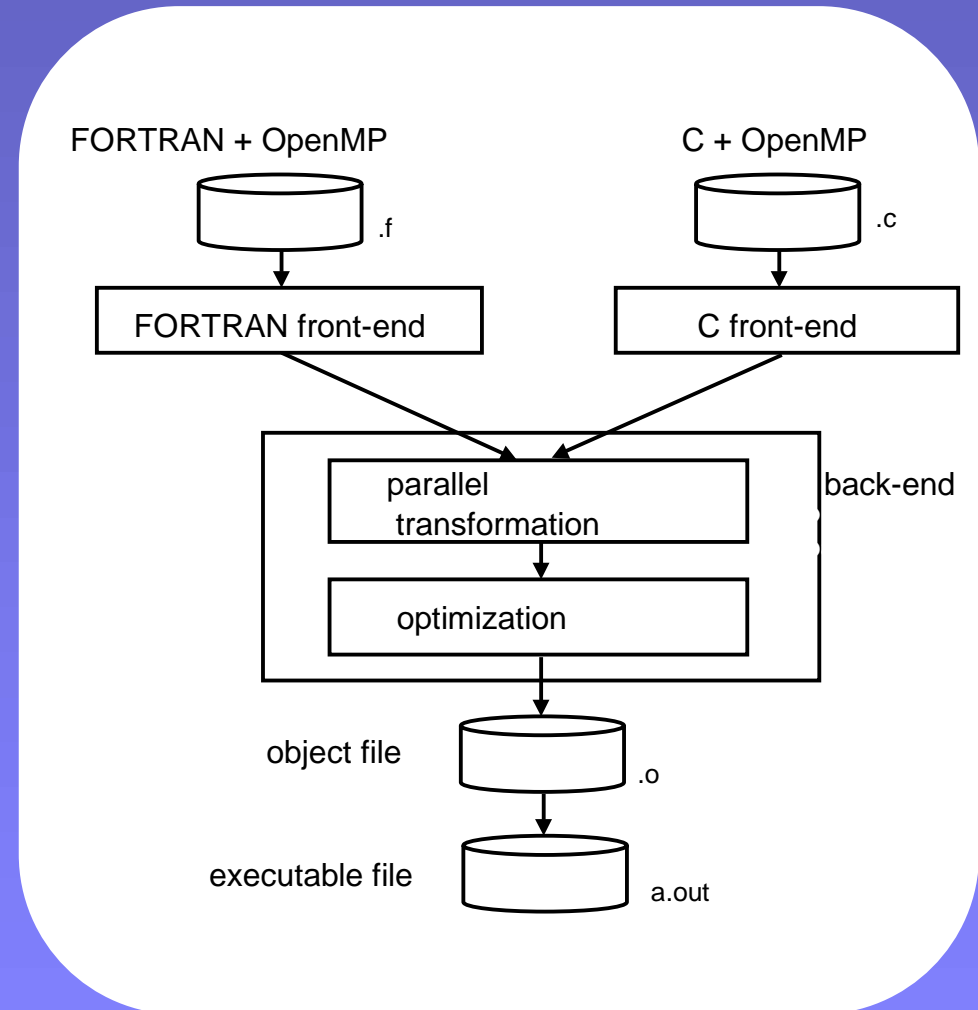 FORTRAN + OpenMP
C + OpenMP
.f
.c
FORTRAN front-end
C front-end
parallel
back-end
transformation
optimization
object file
.o
executable file
a.out